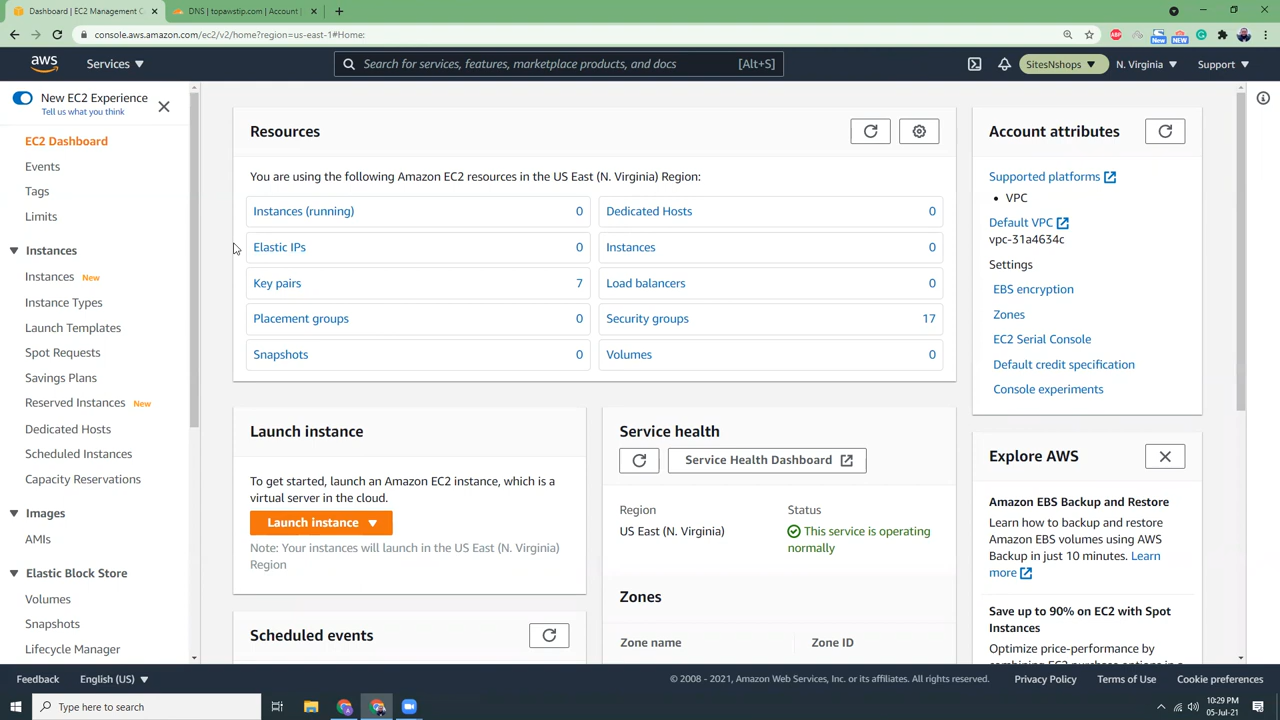 Dashboard | EC2 Management C
DNS | topawstip.com | Account |
console.aws.amazon.com/ec2/v2/home?region=us-east-1#Home:
ABP
New
New
aws
Services
Search for services, features, marketplace products, and docs
[Alt+S]
SitesNshops
N. Virginia
Support
New EC2 Experience
Tell us what you think
EC2 Dashboard
Events
Tags
Limits
Instances
Instances New
Instance Types
Launch Templates
Spot Requests
Savings Plans
Reserved Instances New
Dedicated Hosts
Scheduled Instances
Capacity Reservations
Images
AMIs
Elastic Block Store
Volumes
Snapshots
Lifecycle Manager
Resources
You are using the following Amazon EC2 resources in the US East (N. Virginia) Region:
Instances (running) 0
Dedicated Hosts 0
Elastic IPs 0
Instances 0
Key pairs 7
Load balancers 0
Placement groups 0
Security groups 17
Snapshots 0
Volumes 0
Launch instance
To get started, launch an Amazon EC2 instance, which is a
virtual server in the cloud.
Launch instance
Note: Your instances will launch in the US East (N. Virginia)
Region
Scheduled events
Service health
Service Health Dashboard
Region
US East (N. Virginia)
Status
This service is operating
normally
Zones
Zone name
Zone ID
Account attributes
Supported platforms
VPC
Default VPC
vpc-31a4634c
Settings
EBS encryption
Zones
EC2 Serial Console
Default credit specification
Console experiments
Explore AWS
Amazon EBS Backup and Restore
Learn how to backup and restore
Amazon EBS volumes using AWS
Backup in just 10 minutes. Learn
more
Save up to 90% on EC2 with Spot
Instances
Optimize price-performance by
combining EC2 purchase options in a
Feedback
English (US)
© 2008 - 2021, Amazon Web Services, Inc. or its affiliates. All rights reserved.
Privacy Policy
Terms of Use
Cookie preferences
Type here to search
10:29 PM
05-Jul-21